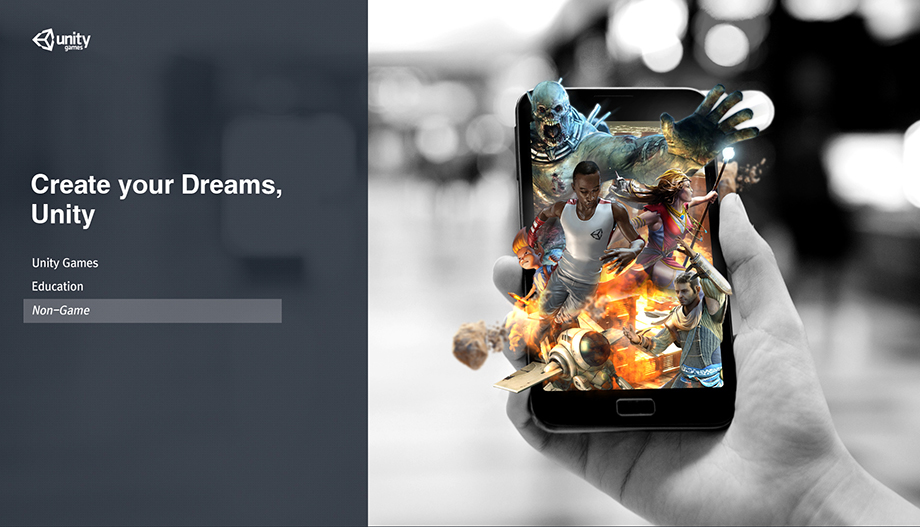 unity
games
Create your Dreams,
Unity
Unity Games
Education
Non-Game